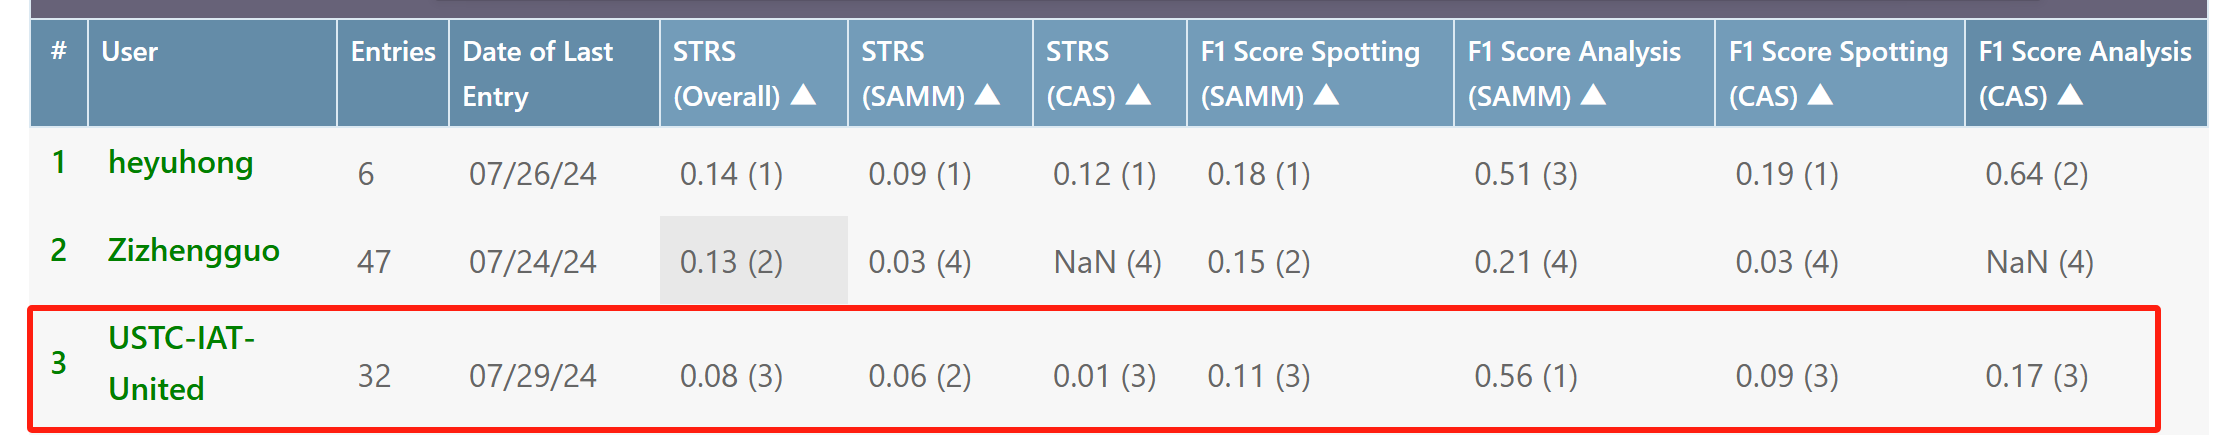 # User Entries Date of Last Entry STRS (Overall) ▲ STRS (SAMM) ▲ STRS (CAS) ▲ F1 Score Spotting (SAMM) ▲ F1 Score Analysis (SAMM) ▲ F1 Score Spotting (CAS) ▲ F1 Score Analysis (CAS) ▲
1 heyuhong 6 07/26/24 0.14 (1) 0.09 (1) 0.12 (1) 0.18 (1) 0.51 (3) 0.19 (1) 0.64 (2)
2 Zizhengguo 47 07/24/24 0.13 (2) 0.03 (4) NaN (4) 0.15 (2) 0.21 (4) 0.03 (4) NaN (4)
3 USTC-IAT-United 32 07/29/24 0.08 (3) 0.06 (2) 0.01 (3) 0.11 (3) 0.56 (1) 0.09 (3) 0.17 (3)